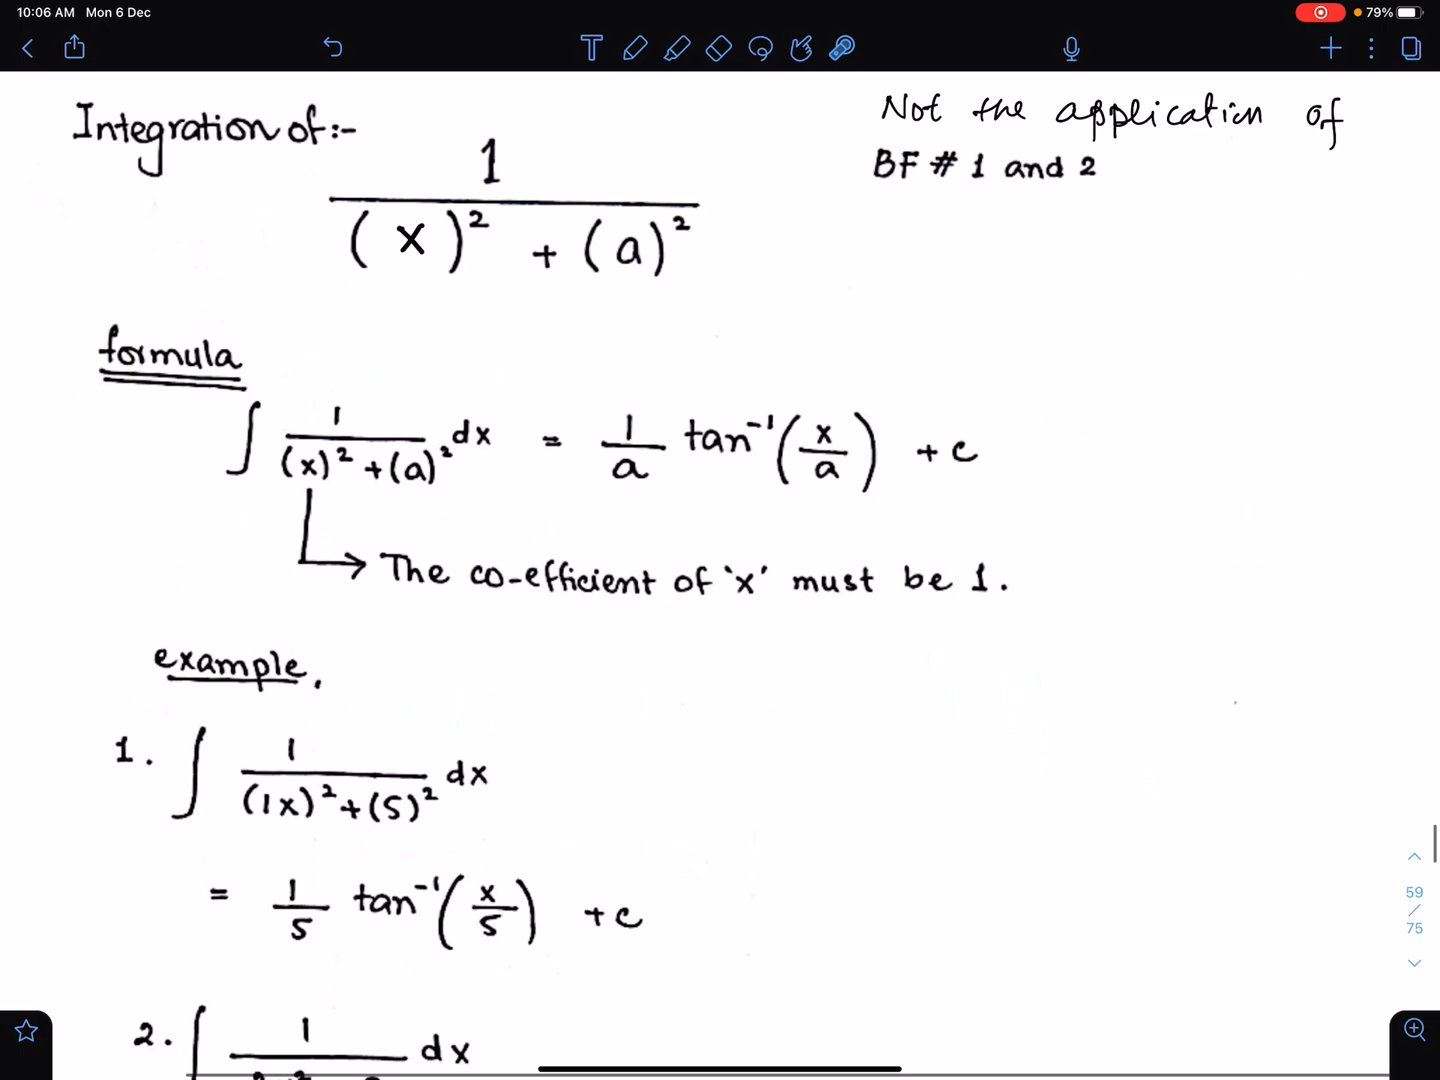 10:06 AM Mon 6 Dec
79%
Integration of:-
Not the application of
BF # 1 and 2
1
(x)² + (a)²
formula
∫ 1/((x)² + (a)²) dx = 1/a tan⁻¹(x/a) + c
The co-efficient of 'x' must be 1.
example.
1. ∫ 1/((1x)² + (5)²) dx
= 1/5 tan⁻¹(x/5) + c
59
/
75
2. ∫ 1 dx